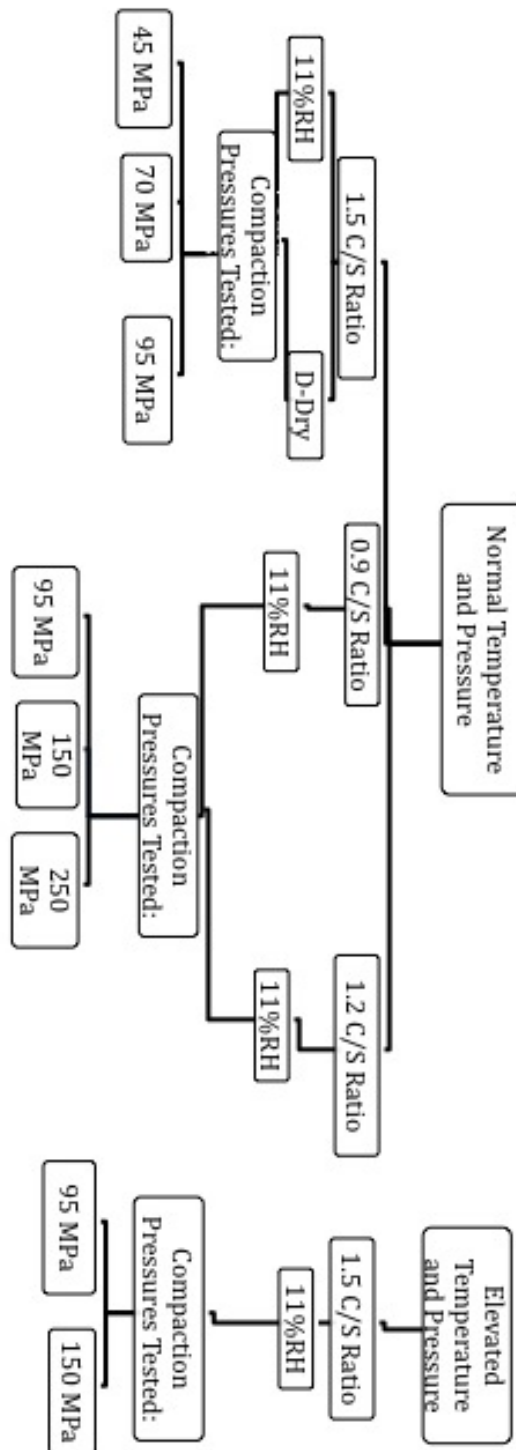 Normal Temperature
and Pressure
1.5 C/S Ratio
0.9 C/S Ratio
1.2 C/S Ratio
11%RH
D-Dry
11%RH
11%RH
Compaction
Pressures Tested:
45 MPa
70 MPa
95 MPa
Compaction
Pressures Tested:
95 MPa
150
MPa
250
MPa
Elevated
Temperature
and Pressure
1.5 C/S Ratio
11%RH
Compaction
Pressures Tested:
95 MPa
150 MPa